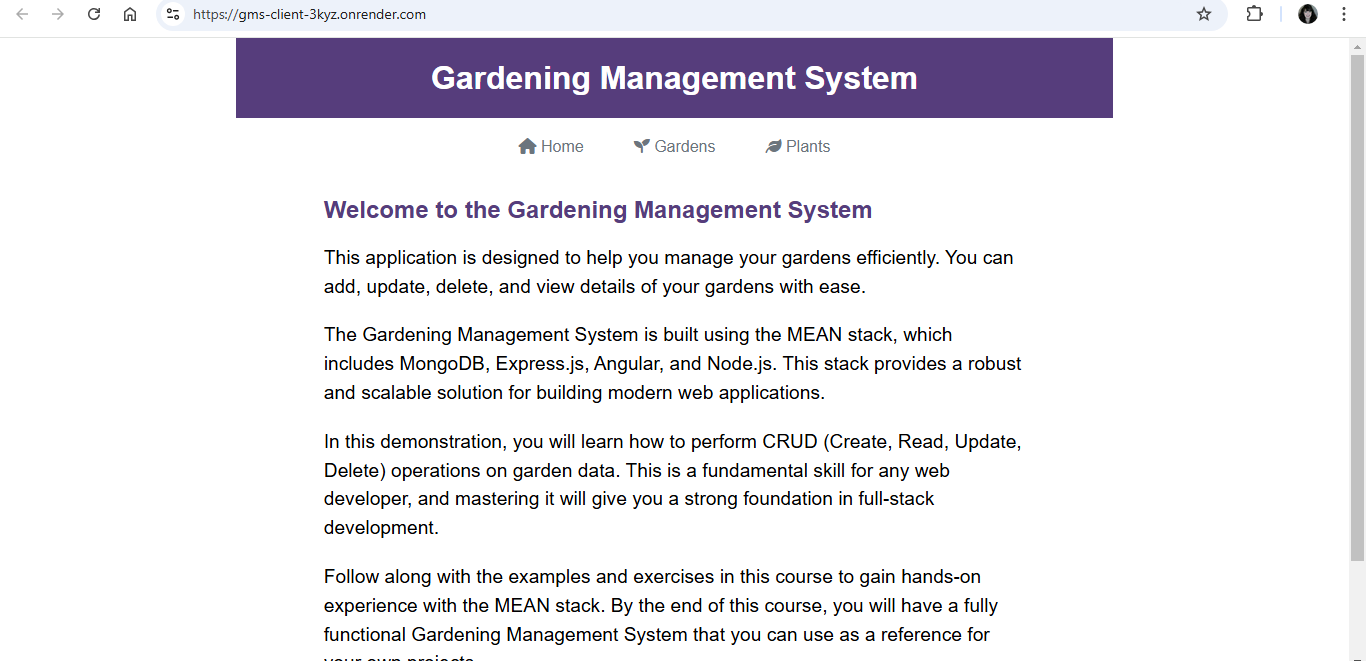 https://gms-client-3kyz.onrender.com
Gardening Management System
Home Gardens Plants
Welcome to the Gardening Management System
This application is designed to help you manage your gardens efficiently. You can
add, update, delete, and view details of your gardens with ease.
The Gardening Management System is built using the MEAN stack, which
includes MongoDB, Express.js, Angular, and Node.js. This stack provides a robust
and scalable solution for building modern web applications.
In this demonstration, you will learn how to perform CRUD (Create, Read, Update,
Delete) operations on garden data. This is a fundamental skill for any web
developer, and mastering it will give you a strong foundation in full-stack
development.
Follow along with the examples and exercises in this course to gain hands-on
experience with the MEAN stack. By the end of this course, you will have a fully
functional Gardening Management System that you can use as a reference for
your own projects